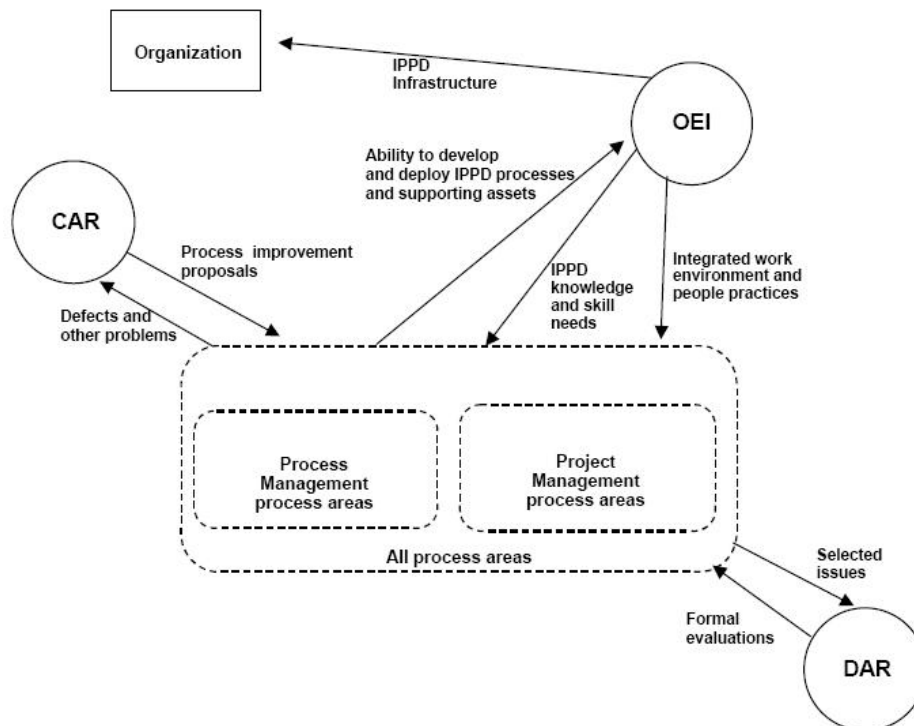 Organization
IPPD
Infrastructure
OEI
Ability to develop
and deploy IPPD processes
and supporting assets
CAR
Process improvement
proposals
IPPD
knowledge
and skill
needs
Integrated work
environment and
people practices
Defects and
other problems
Process
Management
process areas
Project
Management
process areas
All process areas
Selected
issues
Formal
evaluations
DAR